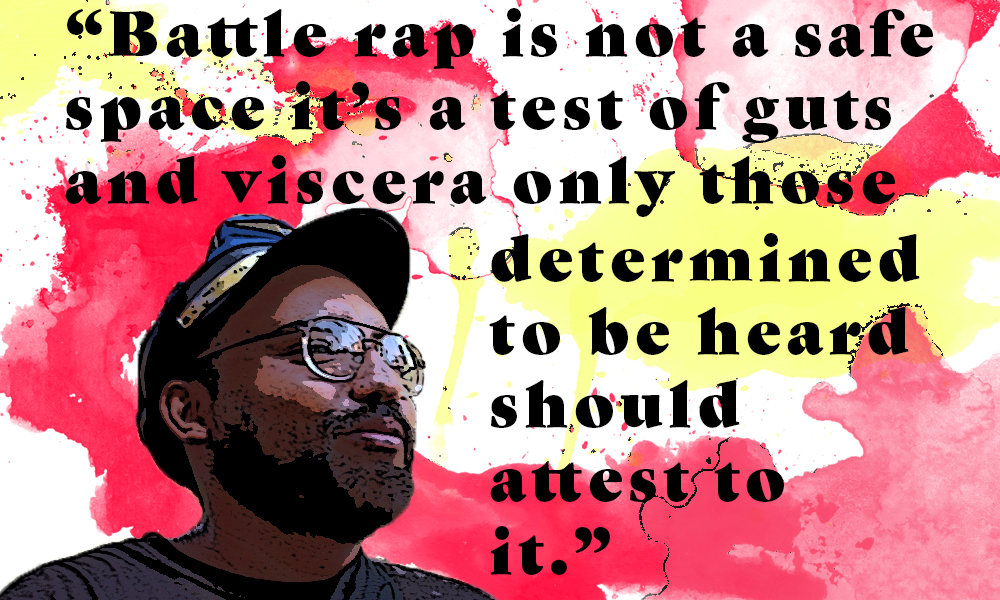 “Battle rap is not a safe
space it’s a test of guts
and viscera only those
determined
to be heard
should
attest to
it.”